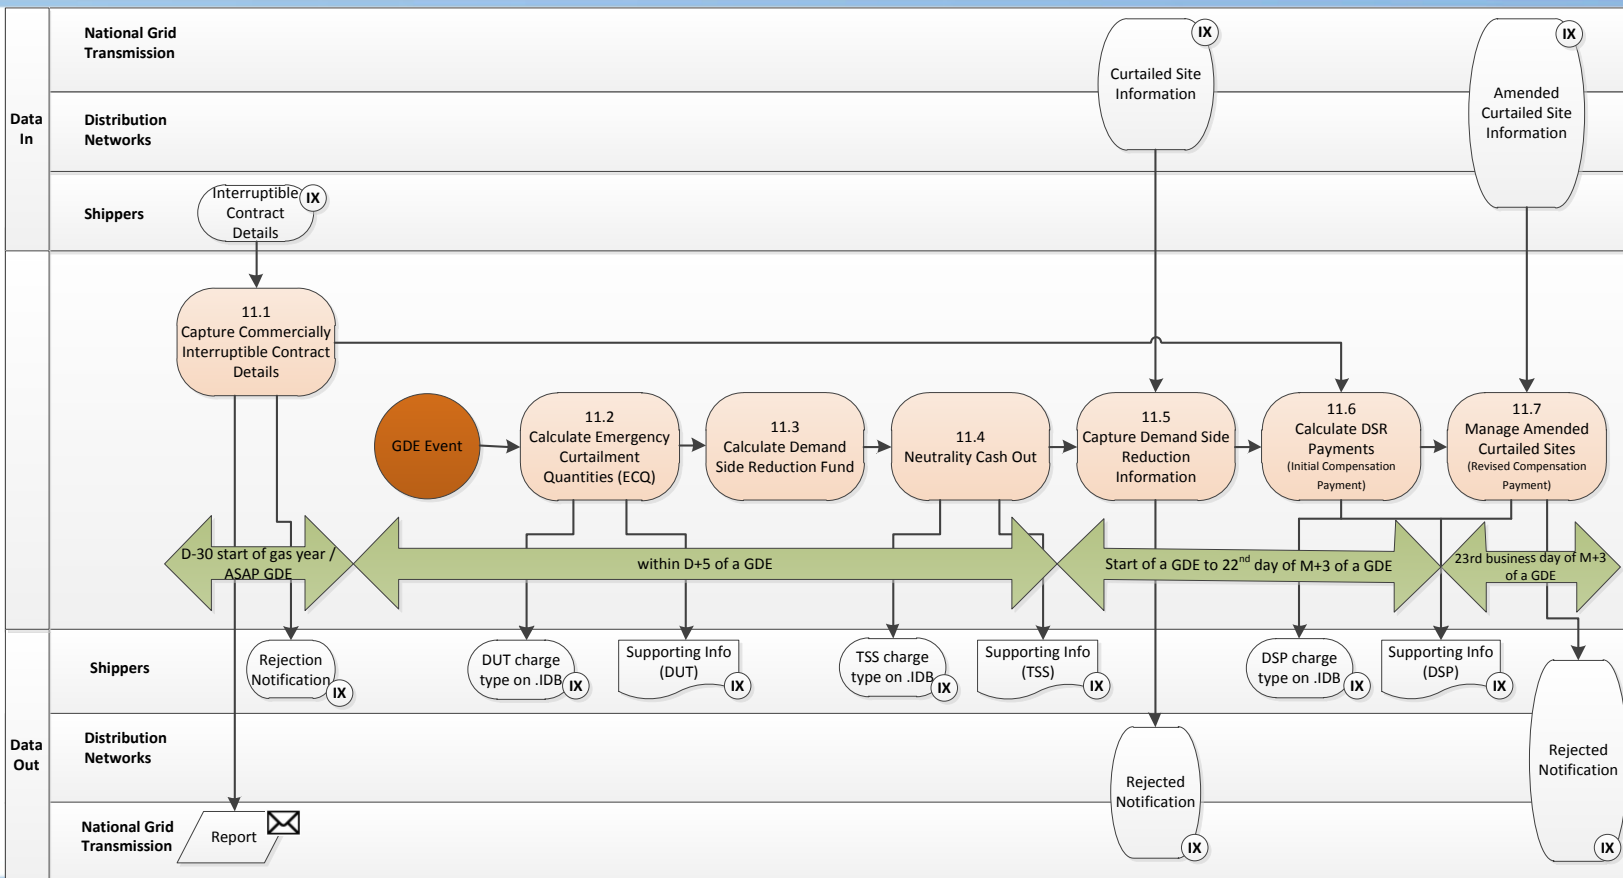 National Grid
Transmission
IX
Curtailed Site
Information
IX
Amended
Curtailed Site
Information
Data
In
Distribution
Networks
Shippers
Interruptible
Contract
Details
IX
11.1
Capture Commercially
Interruptible Contract
Details
GDE Event
11.2
Calculate Emergency
Curtailment
Quantities (ECQ)
11.3
Calculate Demand
Side Reduction Fund
11.4
Neutrality Cash Out
11.5
Capture Demand Side
Reduction
Information
11.6
Calculate DSR
Payments
(Initial Compensation
Payment)
11.7
Manage Amended
Curtailed Sites
(Revised Compensation
Payment)
D-30 start of gas year /
ASAP GDE
within D+5 of a GDE
Start of a GDE to 22nd day of M+3 of a GDE
23rd business day of M+3
of a GDE
Data
Out
Shippers
Rejection
Notification
IX
DUT charge
type on .IDB
IX
Supporting Info
(DUT)
IX
TSS charge
type on .IDB
IX
Supporting Info
(TSS)
IX
DSP charge
type on .IDB
IX
Supporting Info
(DSP)
IX
Distribution
Networks
Rejected
Notification
IX
Rejected
Notification
IX
National Grid
Transmission
Report